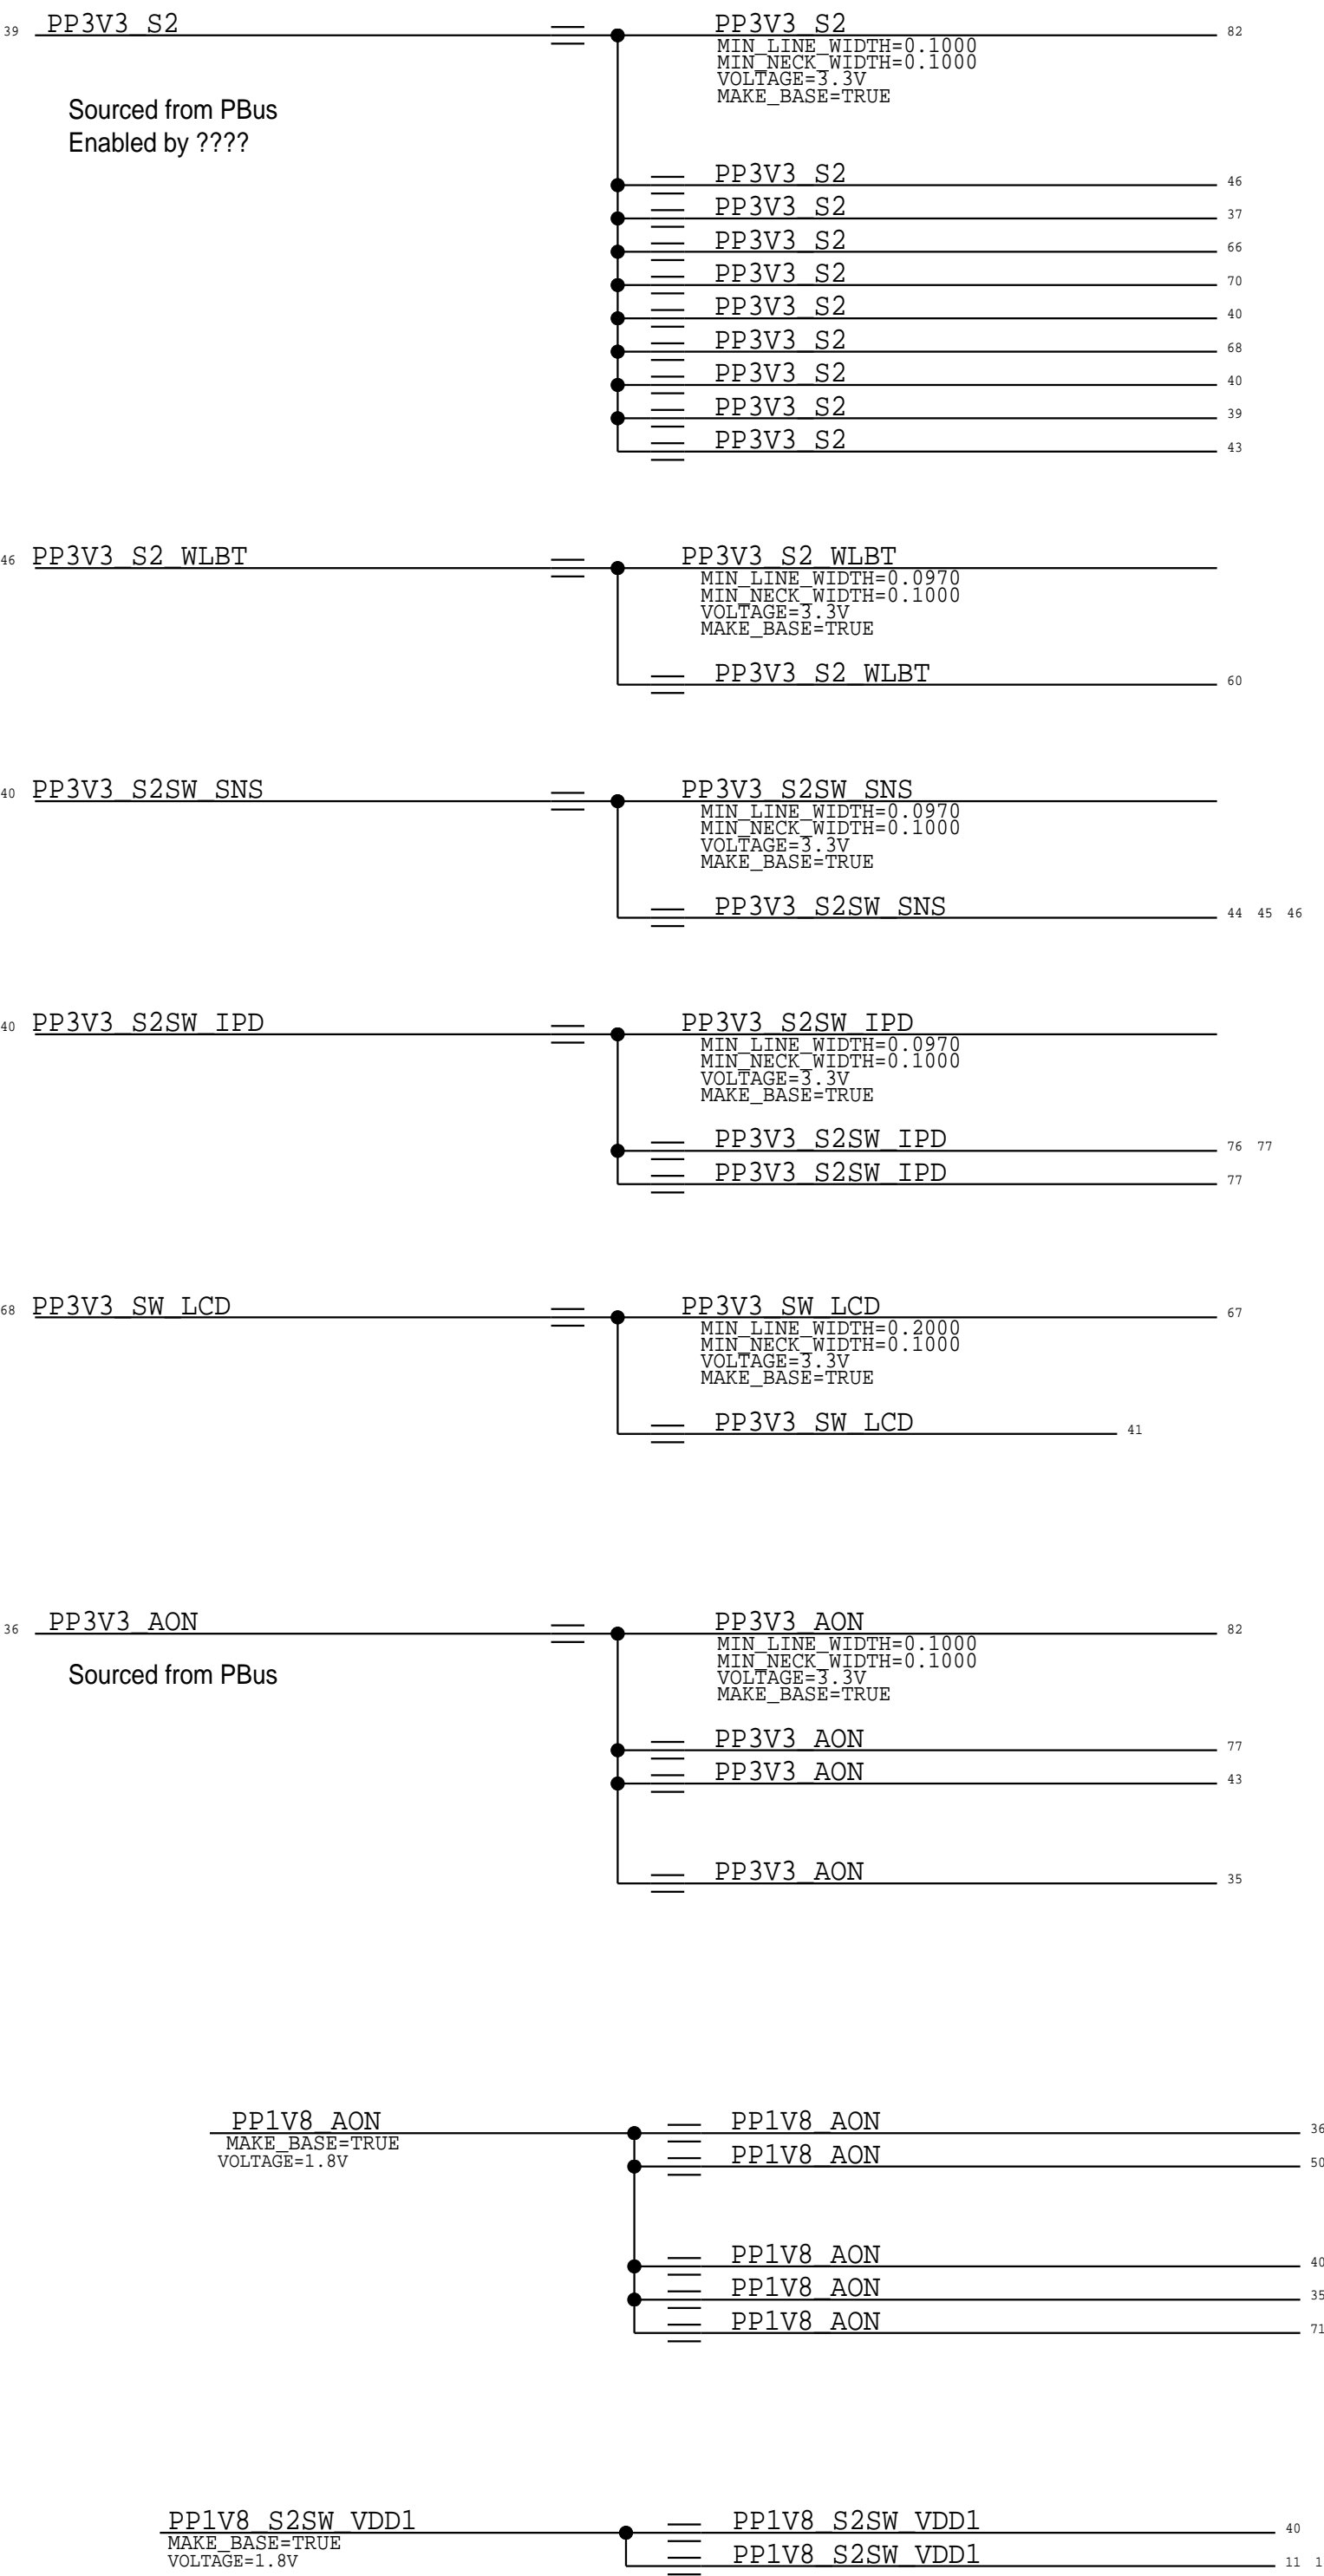 39 PP3V3_S2 PP3V3_S2 82
MIN_LINE_WIDTH=0.1000
MIN_NECK_WIDTH=0.1000
VOLTAGE=3.3V
MAKE_BASE=TRUE
Sourced from PBus
Enabled by ????
PP3V3_S2 46
PP3V3_S2 37
PP3V3_S2 66
PP3V3_S2 70
PP3V3_S2 40
PP3V3_S2 68
PP3V3_S2 40
PP3V3_S2 39
PP3V3_S2 43
46 PP3V3_S2_WLBT PP3V3_S2_WLBT
MIN_LINE_WIDTH=0.0970
MIN_NECK_WIDTH=0.1000
VOLTAGE=3.3V
MAKE_BASE=TRUE
PP3V3_S2_WLBT 60
40 PP3V3_S2SW_SNS PP3V3_S2SW_SNS
MIN_LINE_WIDTH=0.0970
MIN_NECK_WIDTH=0.1000
VOLTAGE=3.3V
MAKE_BASE=TRUE
PP3V3_S2SW_SNS 44 45 46
40 PP3V3_S2SW_IPD PP3V3_S2SW_IPD
MIN_LINE_WIDTH=0.0970
MIN_NECK_WIDTH=0.1000
VOLTAGE=3.3V
MAKE_BASE=TRUE
PP3V3_S2SW_IPD 76 77
PP3V3_S2SW_IPD 77
68 PP3V3_SW_LCD PP3V3_SW_LCD 67
MIN_LINE_WIDTH=0.2000
MIN_NECK_WIDTH=0.1000
VOLTAGE=3.3V
MAKE_BASE=TRUE
PP3V3_SW_LCD 41
36 PP3V3_AON PP3V3_AON 82
MIN_LINE_WIDTH=0.1000
MIN_NECK_WIDTH=0.1000
VOLTAGE=3.3V
MAKE_BASE=TRUE
Sourced from PBus
PP3V3_AON 77
PP3V3_AON 43
PP3V3_AON 35
PP1V8_AON PP1V8_AON 36
MAKE_BASE=TRUE
VOLTAGE=1.8V
PP1V8_AON 50
PP1V8_AON 40
PP1V8_AON 35
PP1V8_AON 71
PP1V8_S2SW_VDD1 PP1V8_S2SW_VDD1 40
MAKE_BASE=TRUE
VOLTAGE=1.8V
PP1V8_S2SW_VDD1 11 1